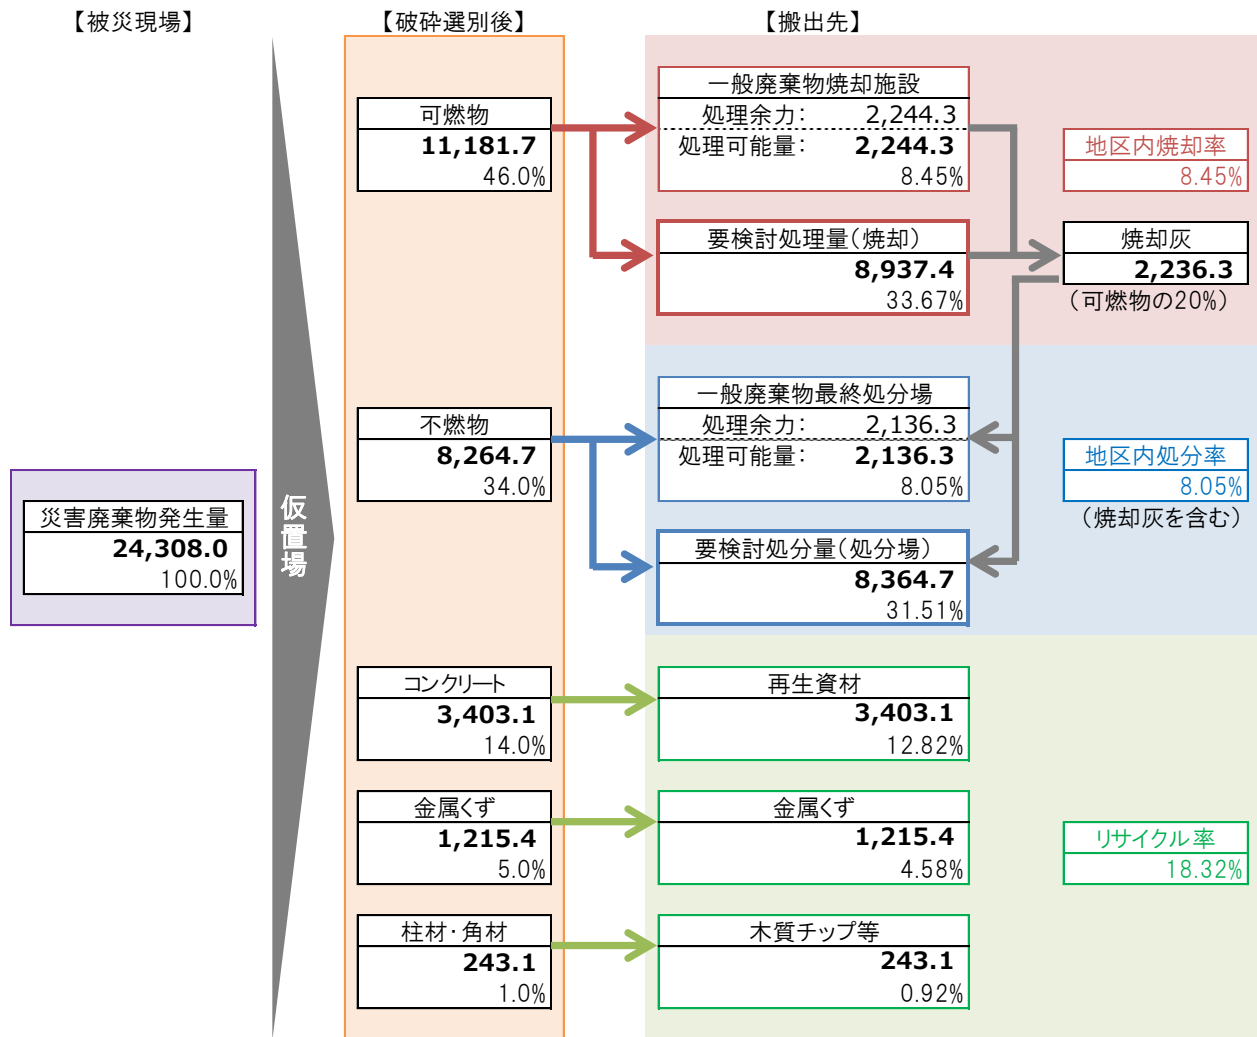 【被災現場】
【破砕選別後】
【搬出先】
災害廃棄物発生量
24,308.0
100.0%
仮置場
可燃物
11,181.7
46.0%
不燃物
8,264.7
34.0%
コンクリート
3,403.1
14.0%
金属くず
1,215.4
5.0%
柱材・角材
243.1
1.0%
一般廃棄物焼却施設
処理余力： 2,244.3
処理可能量： 2,244.3
8.45%
要検討処理量（焼却）
8,937.4
33.67%
一般廃棄物最終処分場
処理余力： 2,136.3
処理可能量： 2,136.3
8.05%
要検討処分量（処分場）
8,364.7
31.51%
再生資材
3,403.1
12.82%
金属くず
1,215.4
4.58%
木質チップ等
243.1
0.92%
地区内焼却率
8.45%
焼却灰
2,236.3
（可燃物の20%）
地区内処分率
8.05%
（焼却灰を含む）
リサイクル率
18.32%